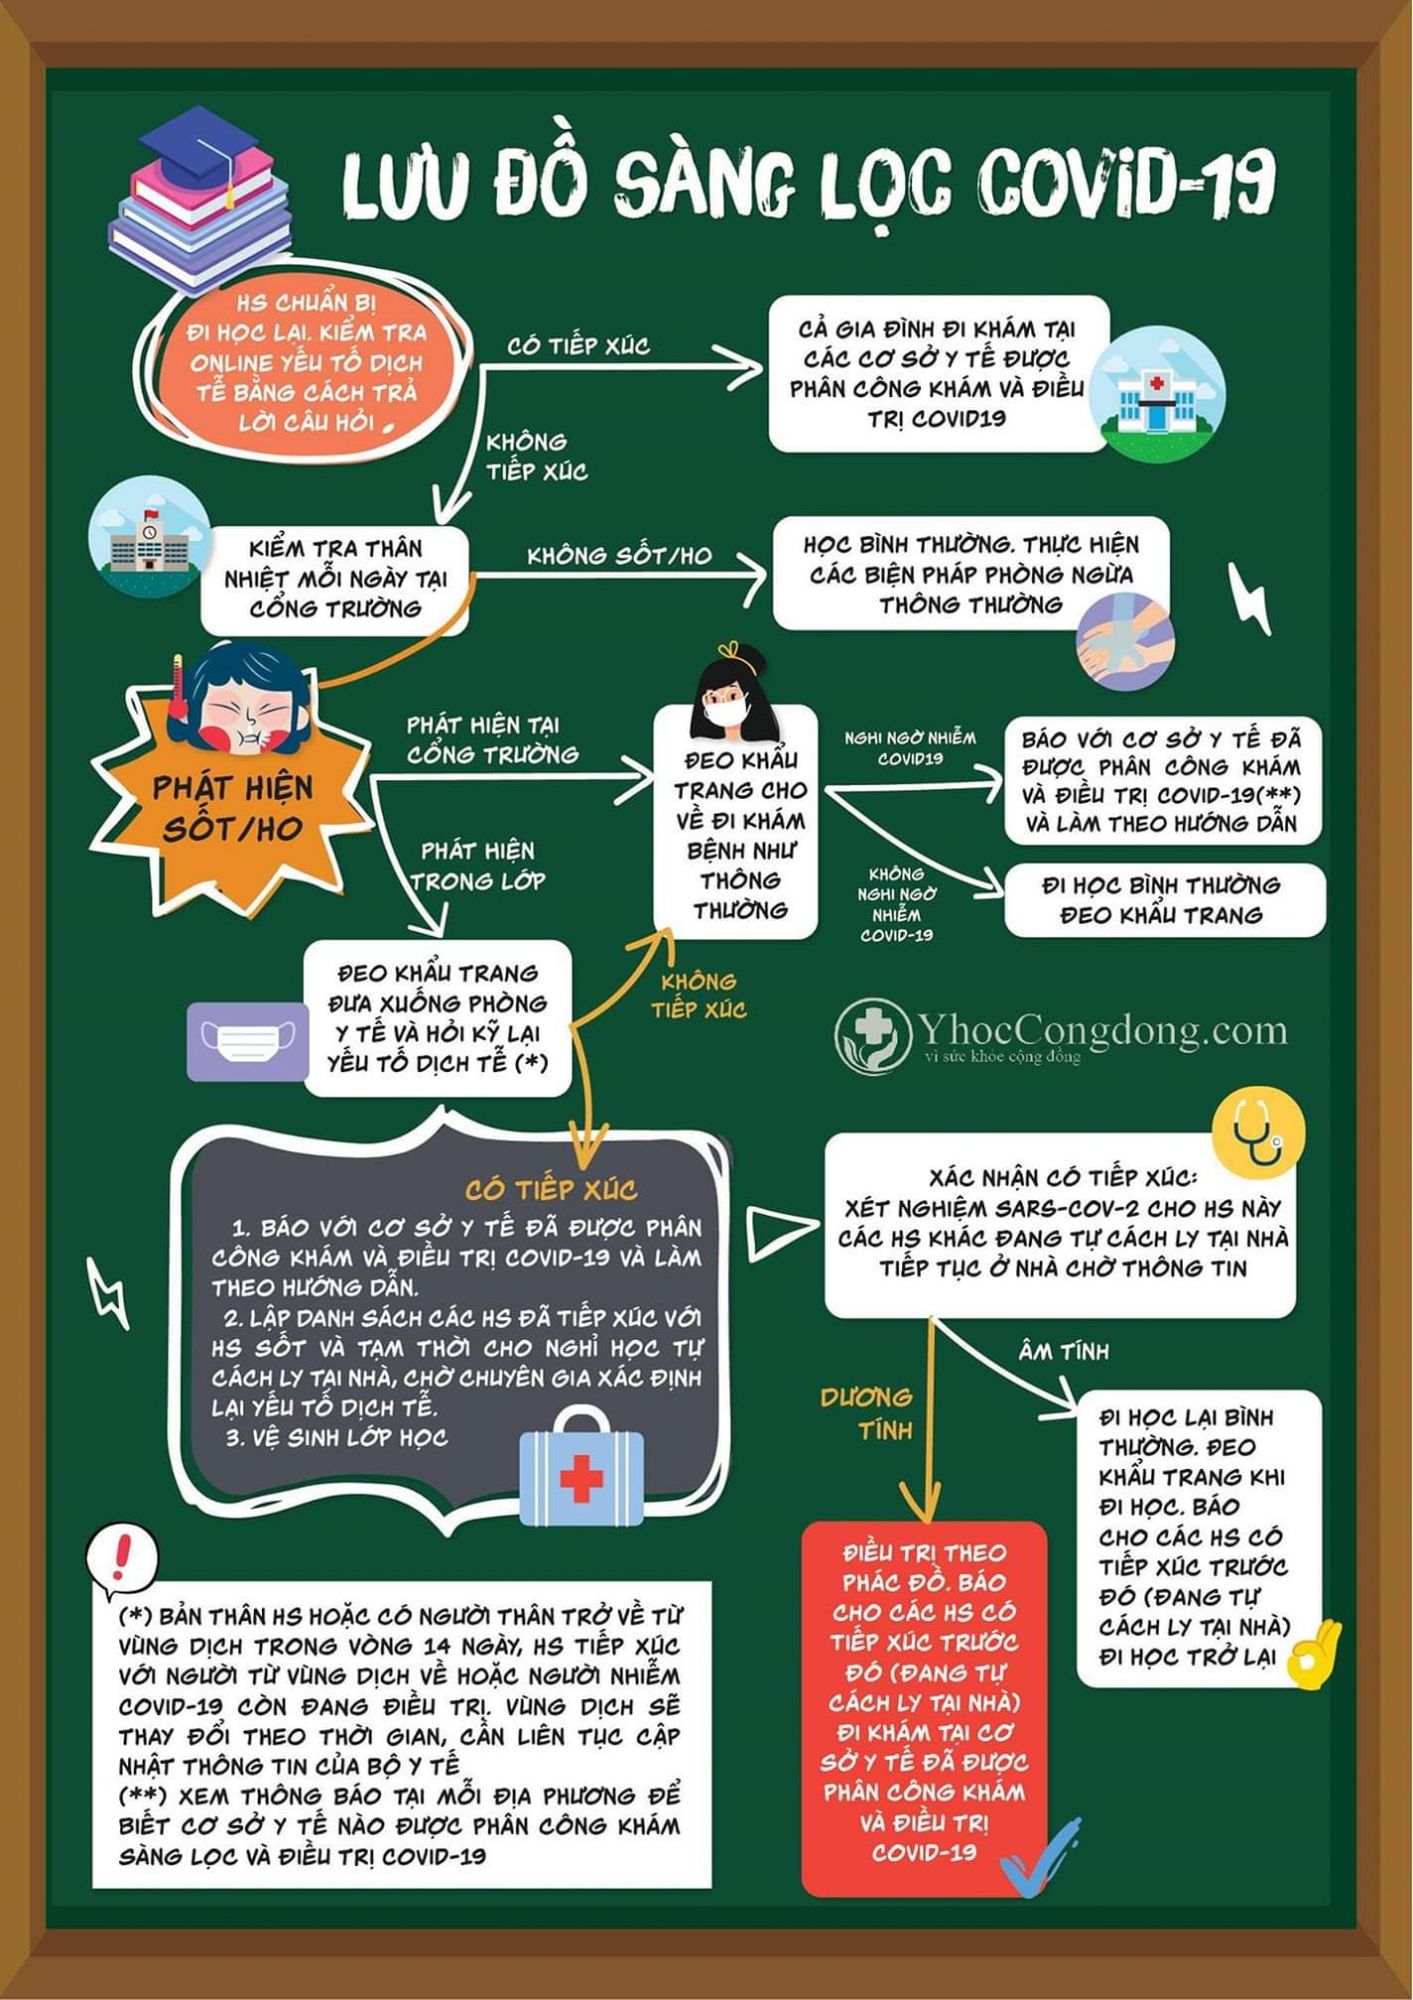 LƯU ĐỒ SÀNG LỌC COVID-19
HS CHUẨN BỊ
ĐI HỌC LẠI. KIỂM TRA
ONLINE YẾU TỐ DỊCH
TỄ BẰNG CÁCH TRẢ
LỜI CÂU HỎI.
CÓ TIẾP XÚC
CẢ GIA ĐÌNH ĐI KHÁM TẠI
CÁC CƠ SỞ Y TẾ ĐƯỢC
PHÂN CÔNG KHÁM VÀ ĐIỀU
TRỊ COVID19
KHÔNG
TIẾP XÚC
KIỂM TRA THÂN
NHIỆT MỖI NGÀY TẠI
CỔNG TRƯỜNG
KHÔNG SỐT/HO
HỌC BÌNH THƯỜNG. THỰC HIỆN
CÁC BIỆN PHÁP PHÒNG NGỪA
THÔNG THƯỜNG
PHÁT HIỆN
SỐT/HO
PHÁT HIỆN TẠI
CỔNG TRƯỜNG
ĐEO KHẨU
TRANG CHO
VỀ ĐI KHÁM
BỆNH NHƯ
THÔNG
THƯỜNG
NGHI NGỜ NHIỄM
COVID19
BÁO VỚI CƠ SỞ Y TẾ ĐÃ
ĐƯỢC PHÂN CÔNG KHÁM
VÀ ĐIỀU TRỊ COVID-19(**)
VÀ LÀM THEO HƯỚNG DẪN
PHÁT HIỆN
TRONG LỚP
KHÔNG
NGHI NGỜ
NHIỄM
COVID-19
ĐI HỌC BÌNH THƯỜNG
ĐEO KHẨU TRANG
ĐEO KHẨU TRANG
ĐƯA XUỐNG PHÒNG
Y TẾ VÀ HỎI KỸ LẠI
YẾU TỐ DỊCH TỄ (*)
KHÔNG
TIẾP XÚC
YhocCongdong.com
vì sức khỏe cộng đồng
CÓ TIẾP XÚC
1. BÁO VỚI CƠ SỞ Y TẾ ĐÃ ĐƯỢC PHÂN
CÔNG KHÁM VÀ ĐIỀU TRỊ COVID-19 VÀ LÀM
THEO HƯỚNG DẪN.
2. LẬP DANH SÁCH CÁC HS ĐÃ TIẾP XÚC VỚI
HS SỐT VÀ TẠM THỜI CHO NGHỈ HỌC TỰ
CÁCH LY TẠI NHÀ, CHỜ CHUYÊN GIA XÁC ĐỊNH
LẠI YẾU TỐ DỊCH TỄ.
3. VỆ SINH LỚP HỌC
XÁC NHẬN CÓ TIẾP XÚC:
XÉT NGHIỆM SARS-COV-2 CHO HS NÀY
CÁC HS KHÁC ĐANG TỰ CÁCH LY TẠI NHÀ
TIẾP TỤC Ở NHÀ CHỜ THÔNG TIN
ÂM TÍNH
DƯƠNG
TÍNH
ĐI HỌC LẠI BÌNH
THƯỜNG. ĐEO
KHẨU TRANG KHI
ĐI HỌC. BÁO
CHO CÁC HS CÓ
TIẾP XÚC TRƯỚC
ĐÓ (ĐANG TỰ
CÁCH LY TẠI NHÀ)
ĐI HỌC TRỞ LẠI
ĐIỀU TRỊ THEO
PHÁC ĐỒ. BÁO
CHO CÁC HS CÓ
TIẾP XÚC TRƯỚC
ĐÓ (ĐANG TỰ
CÁCH LY TẠI NHÀ)
ĐI KHÁM TẠI CƠ
SỞ Y TẾ ĐÃ ĐƯỢC
PHÂN CÔNG KHÁM
VÀ ĐIỀU TRỊ
COVID-19
!
(*) BẢN THÂN HS HOẶC CÓ NGƯỜI THÂN TRỞ VỀ TỪ
VÙNG DỊCH TRONG VÒNG 14 NGÀY, HS TIẾP XÚC
VỚI NGƯỜI TỪ VÙNG DỊCH VỀ HOẶC NGƯỜI NHIỄM
COVID-19 CÒN ĐANG ĐIỀU TRỊ. VÙNG DỊCH SẼ
THAY ĐỔI THEO THỜI GIAN, CẦN LIÊN TỤC CẬP
NHẬT THÔNG TIN CỦA BỘ Y TẾ
(**) XEM THÔNG BÁO TẠI MỖI ĐỊA PHƯƠNG ĐỂ
BIẾT CƠ SỞ Y TẾ NÀO ĐƯỢC PHÂN CÔNG KHÁM
SÀNG LỌC VÀ ĐIỀU TRỊ COVID-19